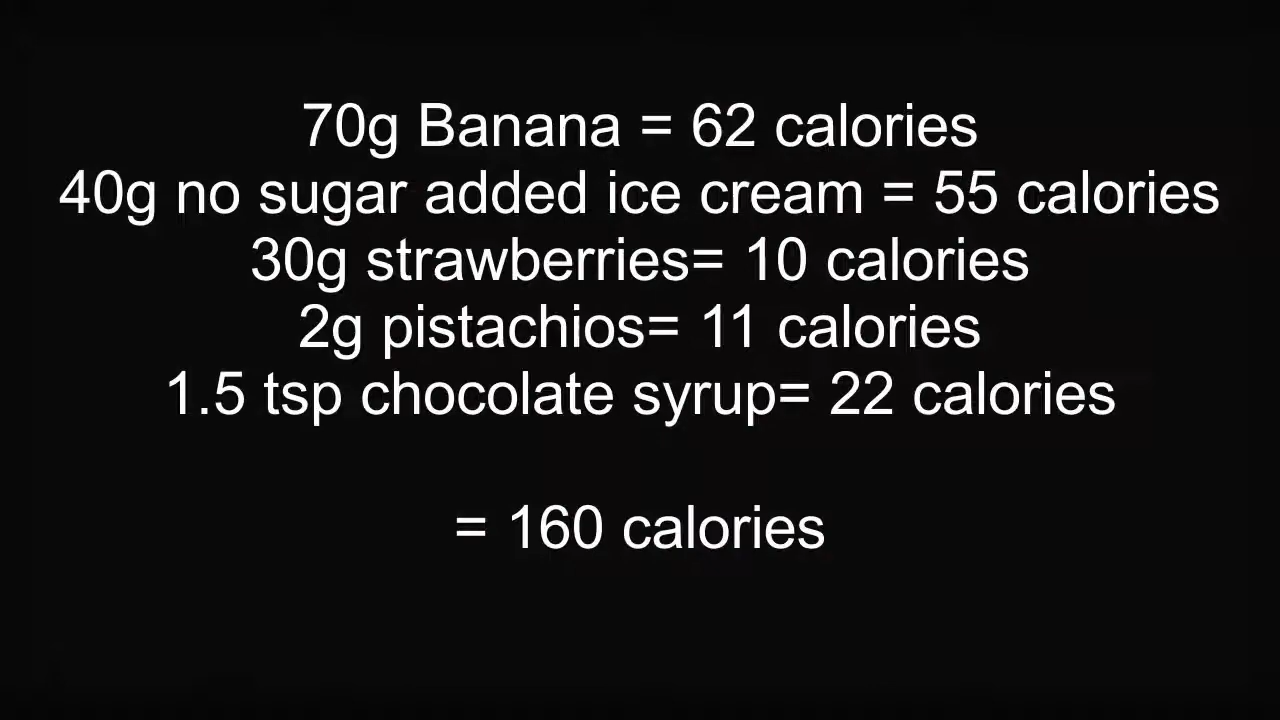 70g Banana = 62 calories
40g no sugar added ice cream = 55 calories
30g strawberries= 10 calories
2g pistachios= 11 calories
1.5 tsp chocolate syrup= 22 calories
= 160 calories